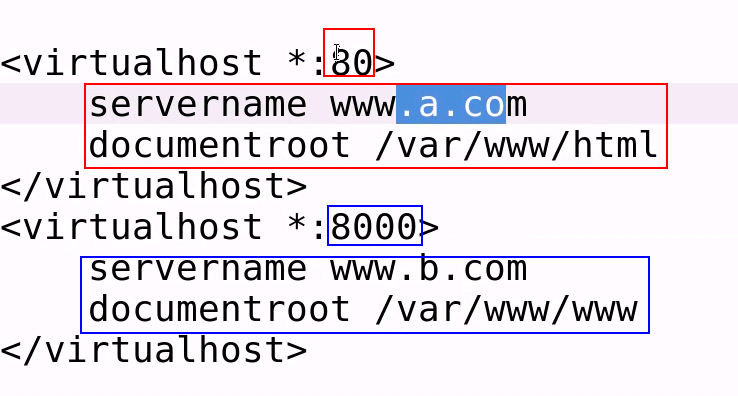 <virtualhost *:80>
servername www.a.com
documentroot /var/www/html
</virtualhost>
<virtualhost *:8000>
servername www.b.com
documentroot /var/www/www
</virtualhost>